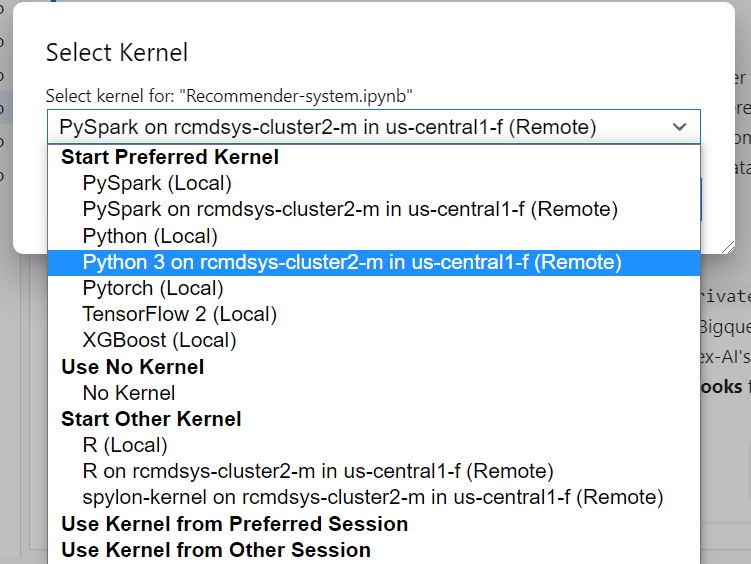 Select Kernel
Select kernel for: "Recommender-system.ipynb"
PySpark on rcmdsys-cluster2-m in us-central1-f (Remote)
Start Preferred Kernel
PySpark (Local)
PySpark on rcmdsys-cluster2-m in us-central1-f (Remote)
Python (Local)
Python 3 on rcmdsys-cluster2-m in us-central1-f (Remote)
Pytorch (Local)
TensorFlow 2 (Local)
XGBoost (Local)
Use No Kernel
No Kernel
Start Other Kernel
R (Local)
R on rcmdsys-cluster2-m in us-central1-f (Remote)
spylon-kernel on rcmdsys-cluster2-m in us-central1-f (Remote)
Use Kernel from Preferred Session
Use Kernel from Other Session